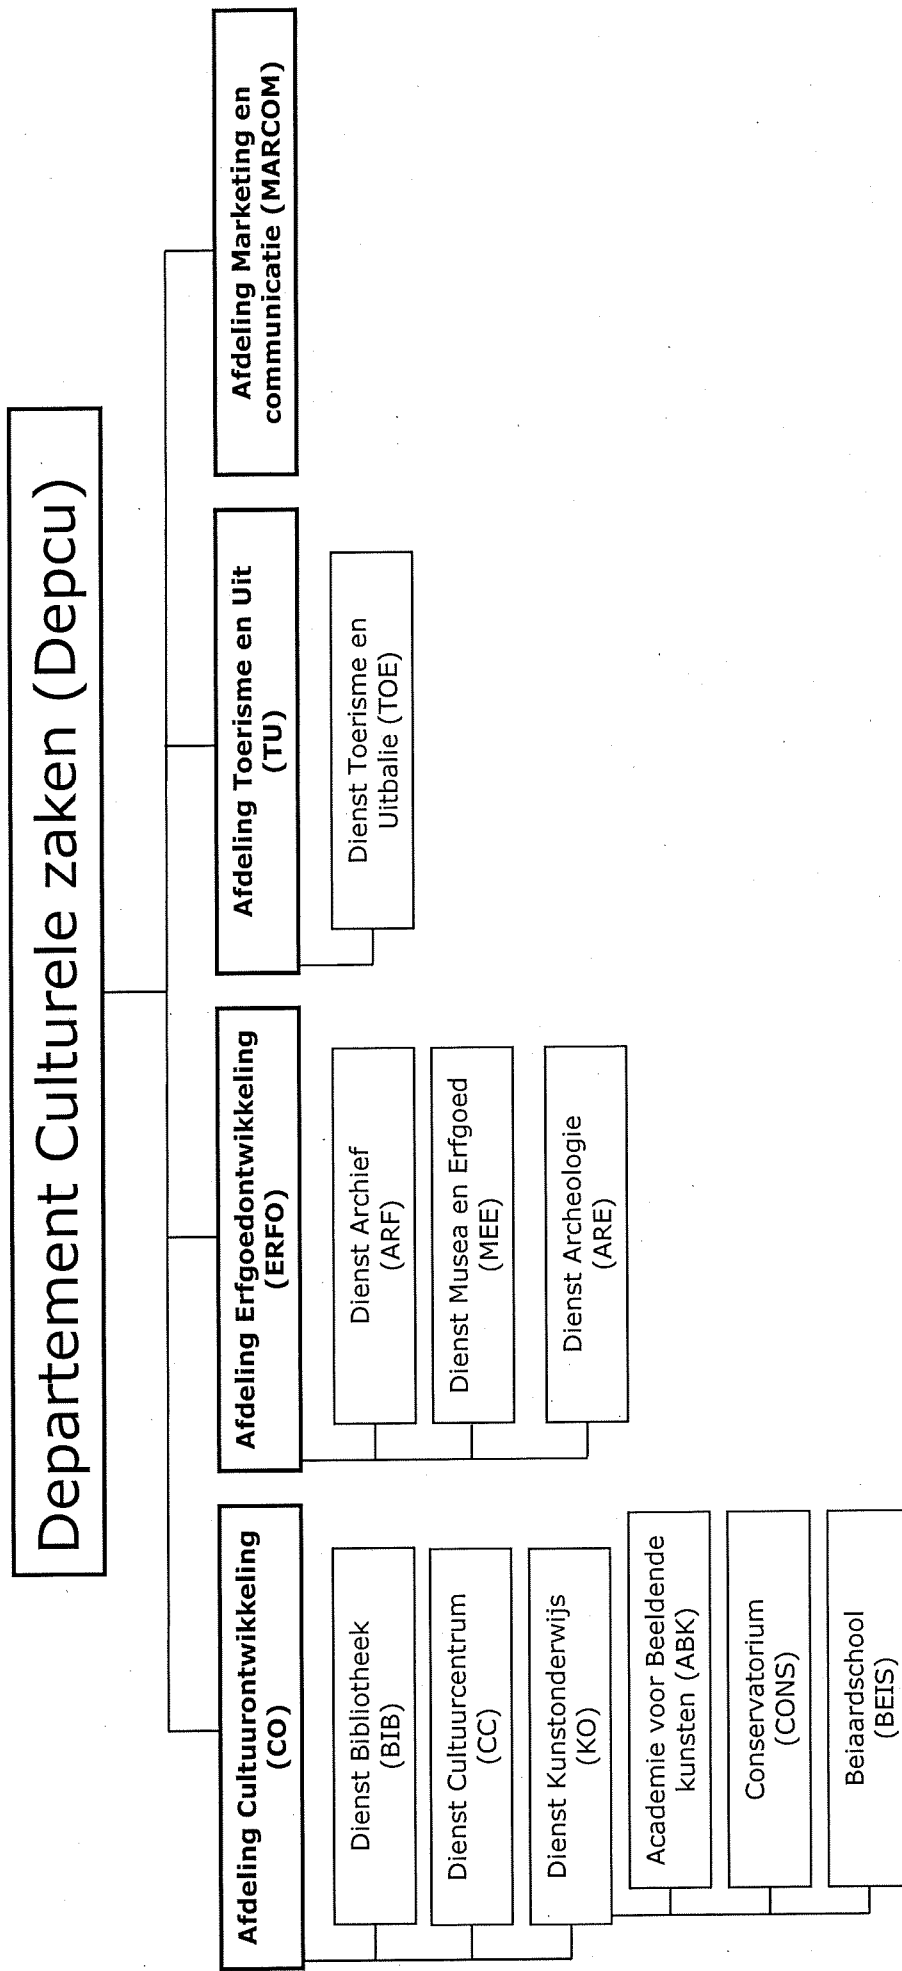 Departement Culturele zaken (Depcu)
Afdeling Cultuurontwikkeling
(CO)
Dienst Bibliotheek
(BIB)
Dienst Cultuurcentrum
(CC)
Dienst Kunstonderwijs
(KO)
Academie voor Beeldende
kunsten (ABK)
Conservatorium
(CONS)
Beiaardschool
(BEIS)
Afdeling Erfgoedontwikkeling
(ERFO)
Dienst Archief
(ARF)
Dienst Musea en Erfgoed
(MEE)
Dienst Archeologie
(ARE)
Afdeling Toerisme en Uit
(TU)
Dienst Toerisme en
Uitbalie (TOE)
Afdeling Marketing en
communicatie (MARCOM)